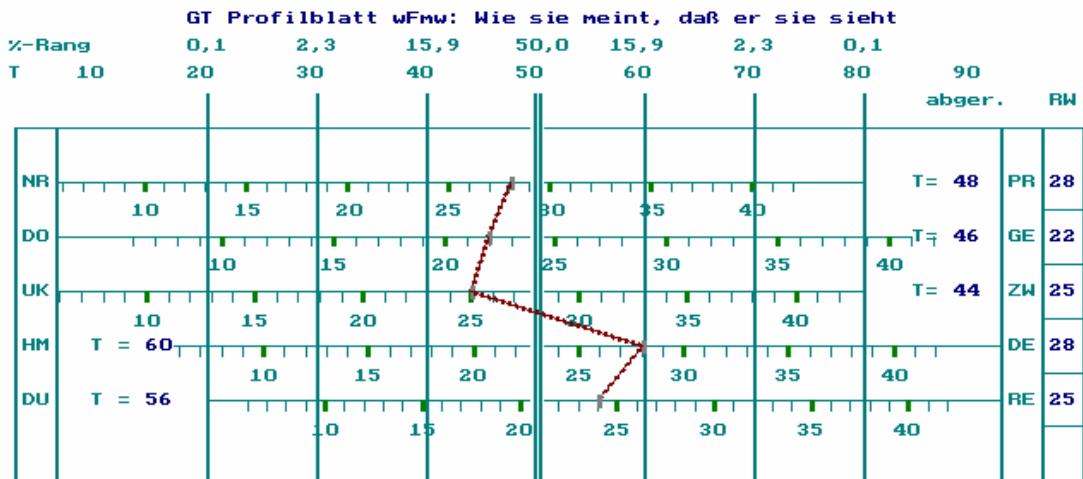 GT Profilblatt wFmw: Wie sie meint, daß er sie sieht
%-Rang 0,1 2,3 15,9 50,0 15,9 2,3 0,1
T 10 20 30 40 50 60 70 80 90
abger. RW
NR T= 48 PR 28
10 15 20 25 30 35 40
DO T= 46 GE 22
10 15 20 25 30 35 40
UK T= 44 ZW 25
10 15 20 25 30 35 40
HM T = 60 DE 28
10 15 20 25 30 35 40
DU T = 56 RE 25
10 15 20 25 30 35 40